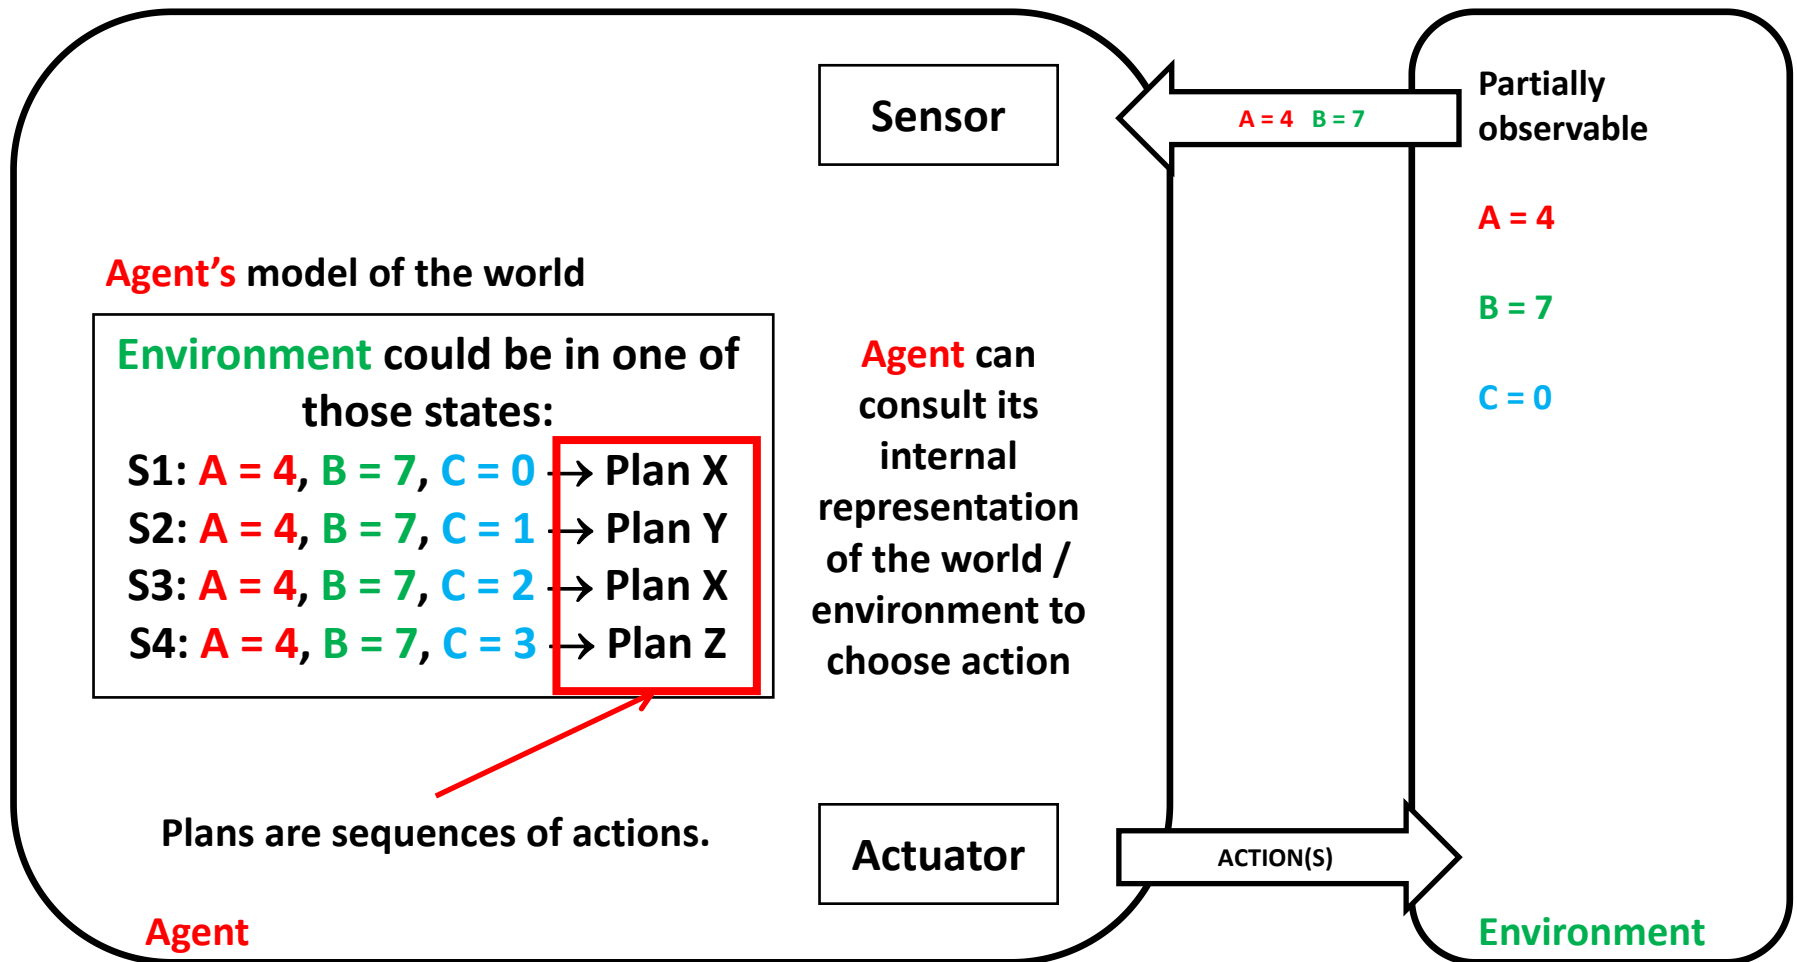 Sensor
A = 4 B = 7
Partially
observable
A = 4
B = 7
C = 0
Agent’s model of the world
Environment could be in one of
those states:
S1: A = 4, B = 7, C = 0 → Plan X
S2: A = 4, B = 7, C = 1 → Plan Y
S3: A = 4, B = 7, C = 2 → Plan X
S4: A = 4, B = 7, C = 3 → Plan Z
Agent can
consult its
internal
representation
of the world /
environment to
choose action
Plans are sequences of actions.
Actuator
ACTION(S)
Agent
Environment